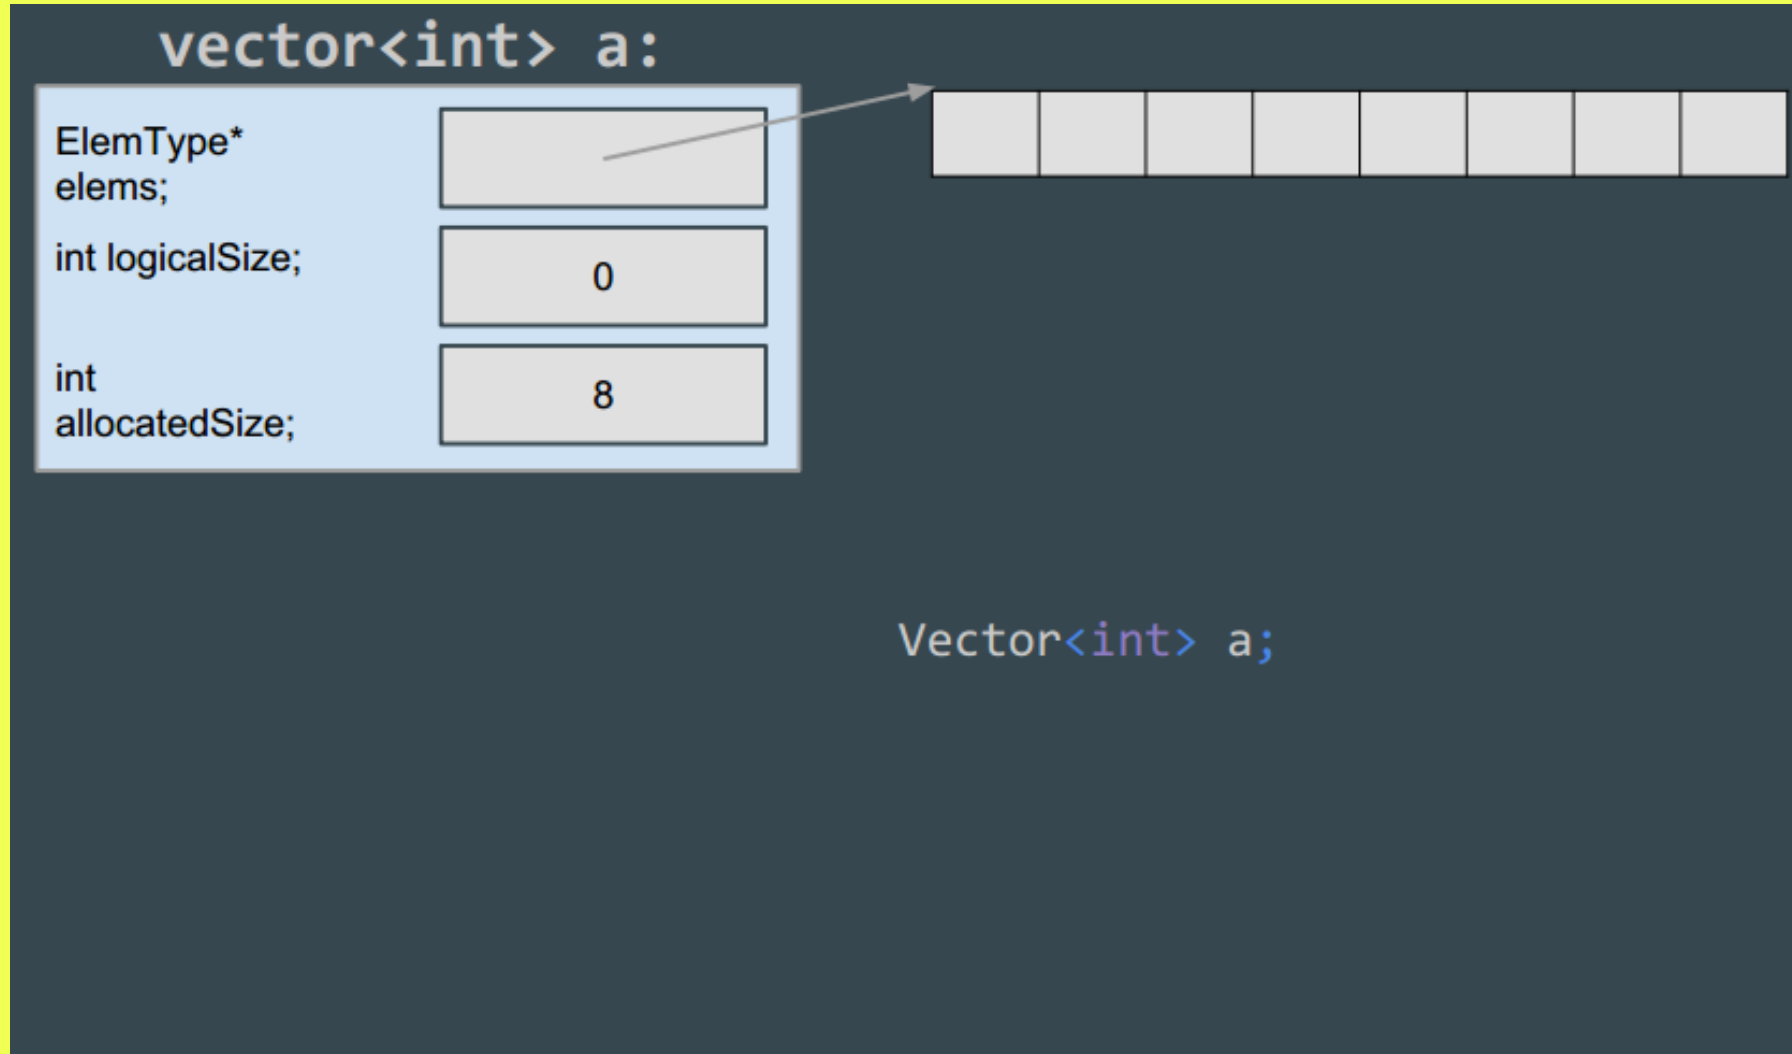 vector<int> a:
ElemType*
elems;
int logicalSize;
0
int
allocatedSize;
8
Vector<int> a;